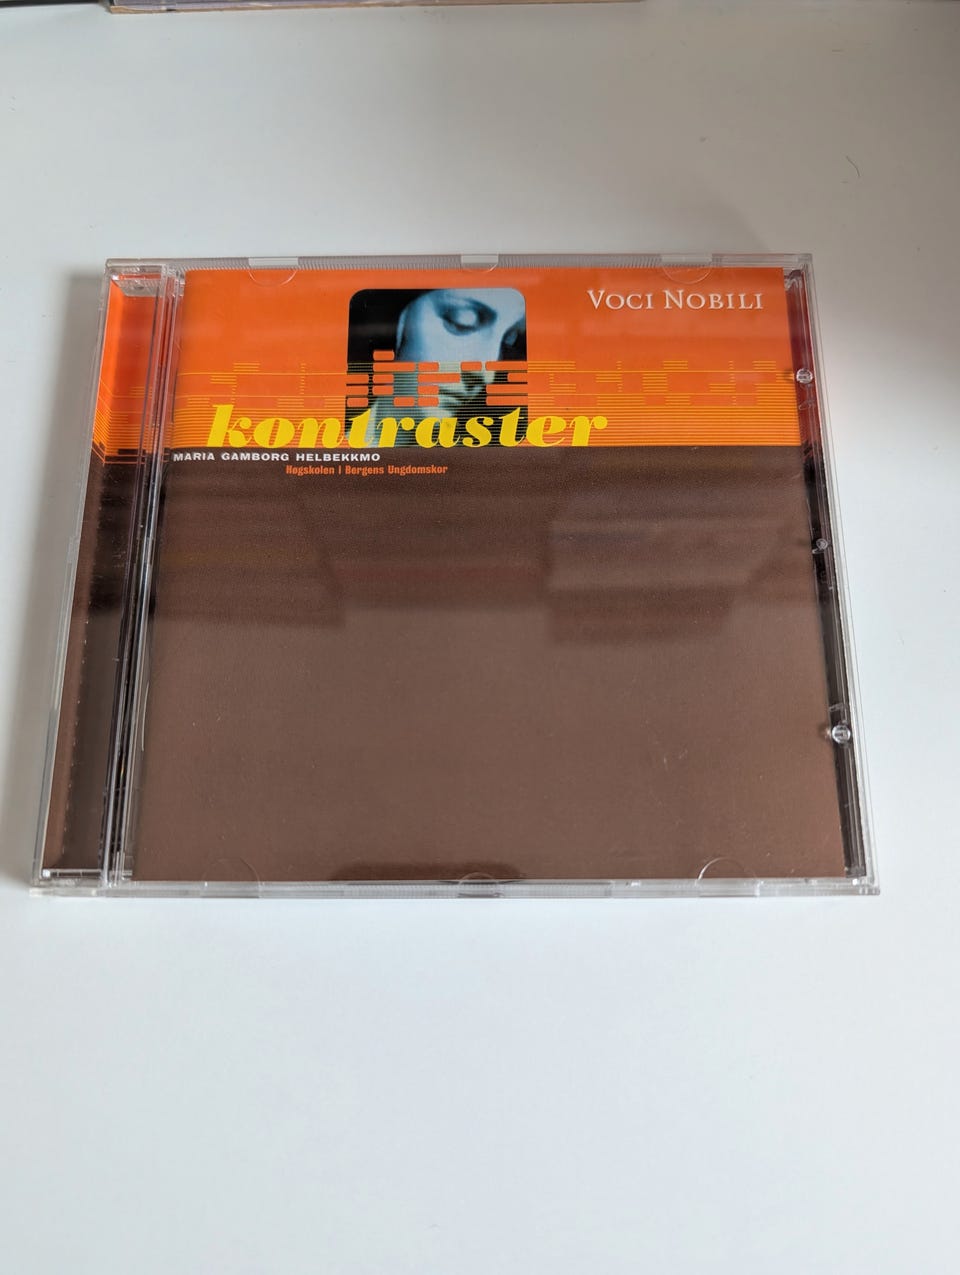 VOCI NOBILI
kontraster
MARIA GAMBORG HELBEKKMO
Høgskolen i Bergens Ungdomskor